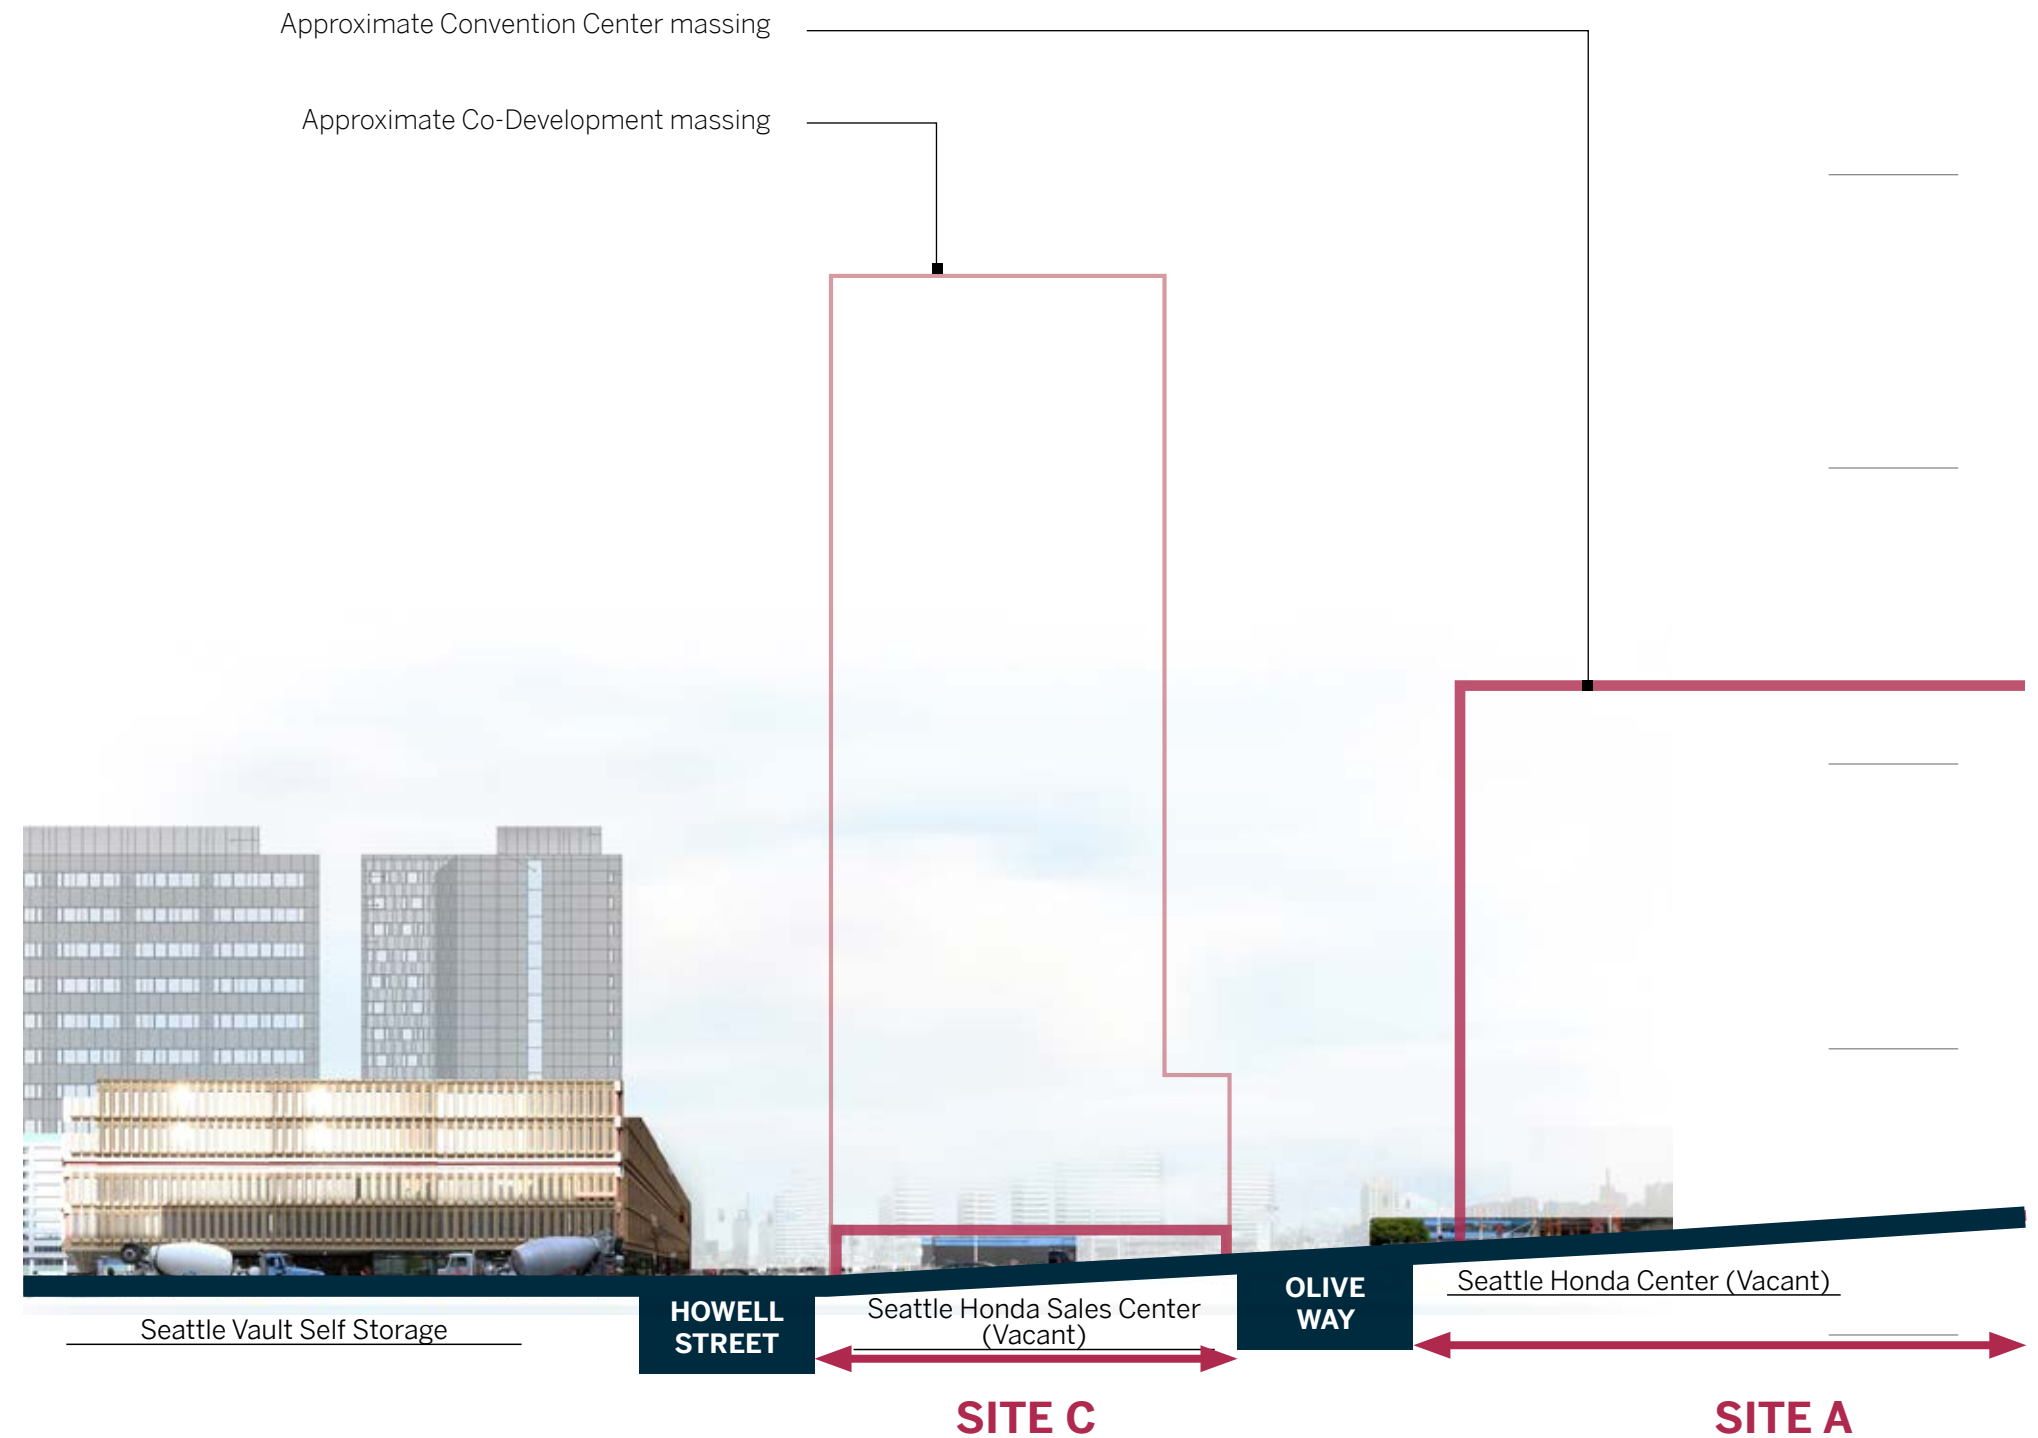 Approximate Convention Center massing
Approximate Co-Development massing
Seattle Vault Self Storage
HOWELL
STREET
Seattle Honda Sales Center
(Vacant)
OLIVE
WAY
Seattle Honda Center (Vacant)
SITE C
SITE A